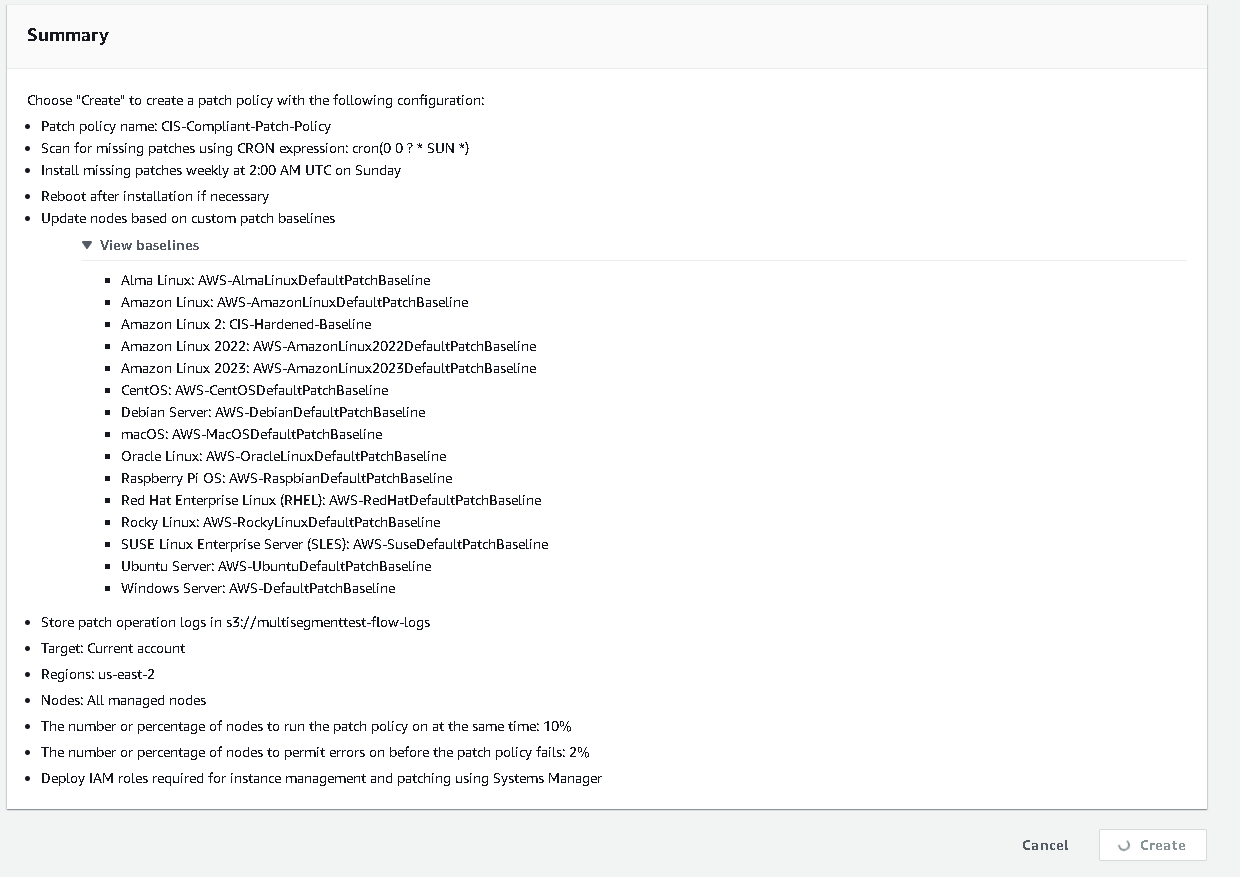 Summary
Choose "Create" to create a patch policy with the following configuration:
• Patch policy name: CIS-Compliant-Patch-Policy
• Scan for missing patches using CRON expression: cron(0 0 ? * SUN *)
• Install missing patches weekly at 2:00 AM UTC on Sunday
• Reboot after installation if necessary
• Update nodes based on custom patch baselines
▼ View baselines
▪ Alma Linux: AWS-AlmaLinuxDefaultPatchBaseline
▪ Amazon Linux: AWS-AmazonLinuxDefaultPatchBaseline
▪ Amazon Linux 2: CIS-Hardened-Baseline
▪ Amazon Linux 2022: AWS-AmazonLinux2022DefaultPatchBaseline
▪ Amazon Linux 2023: AWS-AmazonLinux2023DefaultPatchBaseline
▪ CentOS: AWS-CentOSDefaultPatchBaseline
▪ Debian Server: AWS-DebianDefaultPatchBaseline
▪ macOS: AWS-MacOSDefaultPatchBaseline
▪ Oracle Linux: AWS-OracleLinuxDefaultPatchBaseline
▪ Raspberry Pi OS: AWS-RaspbianDefaultPatchBaseline
▪ Red Hat Enterprise Linux (RHEL): AWS-RedHatDefaultPatchBaseline
▪ Rocky Linux: AWS-RockyLinuxDefaultPatchBaseline
▪ SUSE Linux Enterprise Server (SLES): AWS-SuseDefaultPatchBaseline
▪ Ubuntu Server: AWS-UbuntuDefaultPatchBaseline
▪ Windows Server: AWS-DefaultPatchBaseline
• Store patch operation logs in s3://multisegmenttest-flow-logs
• Target: Current account
• Regions: us-east-2
• Nodes: All managed nodes
• The number or percentage of nodes to run the patch policy on at the same time: 10%
• The number or percentage of nodes to permit errors on before the patch policy fails: 2%
• Deploy IAM roles required for instance management and patching using Systems Manager
Cancel Create